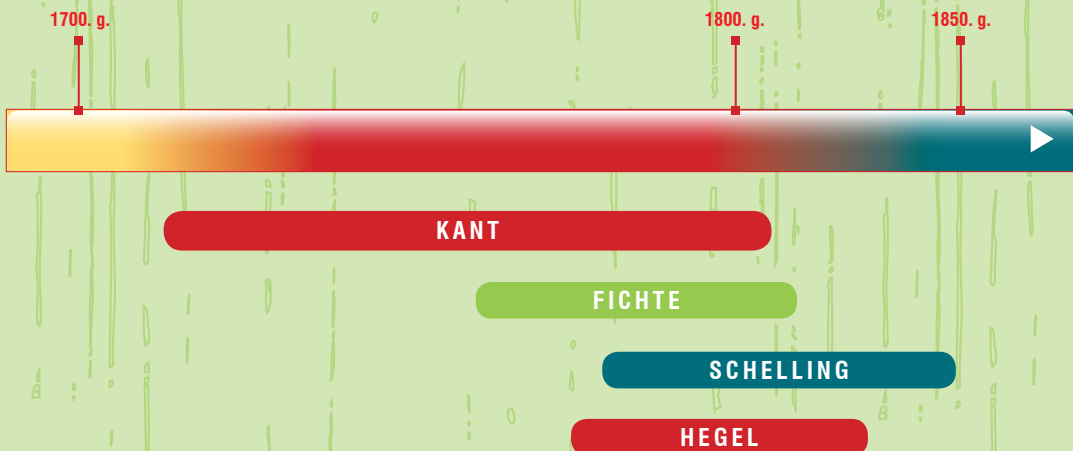 1700. g.
1800. g.
1850. g.
KANT
FICHTE
SCHELLING
HEGEL